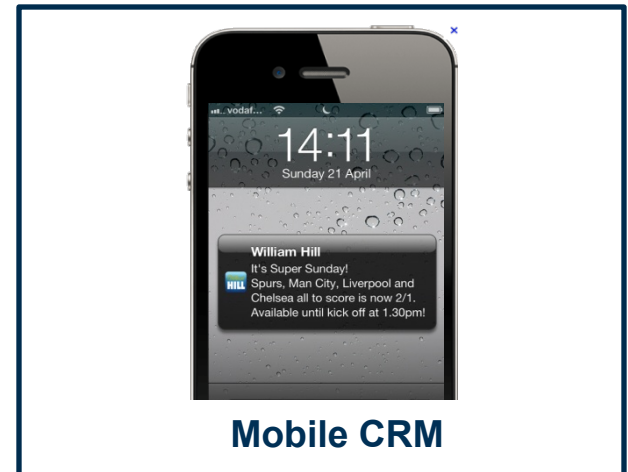 vodaf...
14:11
Sunday 21 April
William Hill
It's Super Sunday!
HILL
Spurs, Man City, Liverpool and
Chelsea all to score is now 2/1.
Available until kick off at 1.30pm!
Mobile CRM